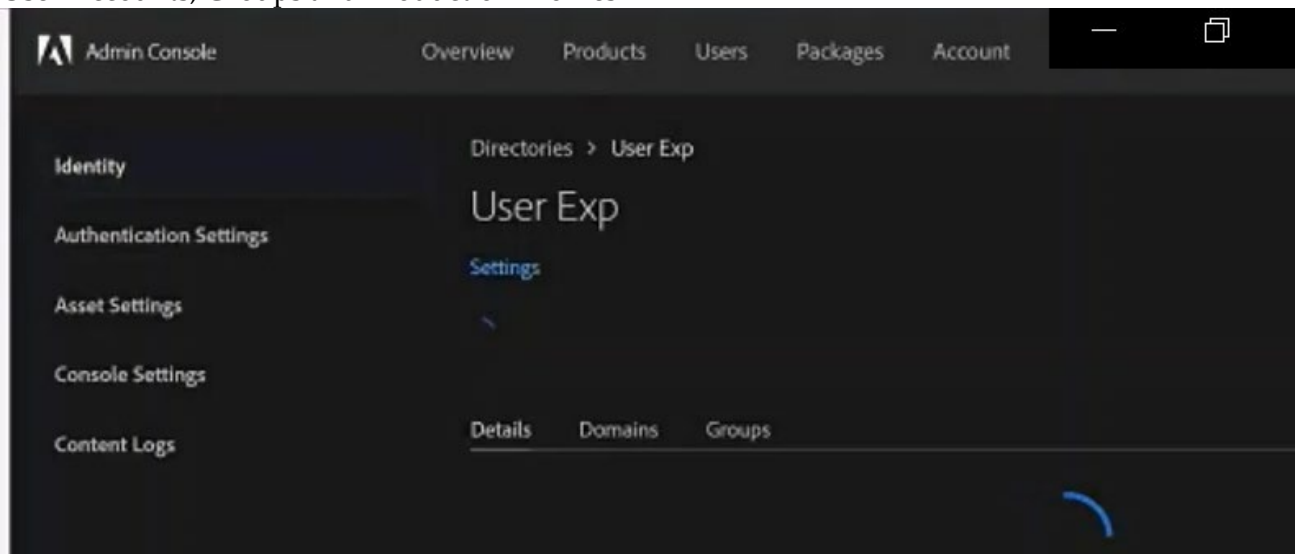 Admin Console Overview Products Users Packages Account
Identity
Authentication Settings
Asset Settings
Console Settings
Content Logs
Directories > User Exp
User Exp
Settings
Details Domains Groups